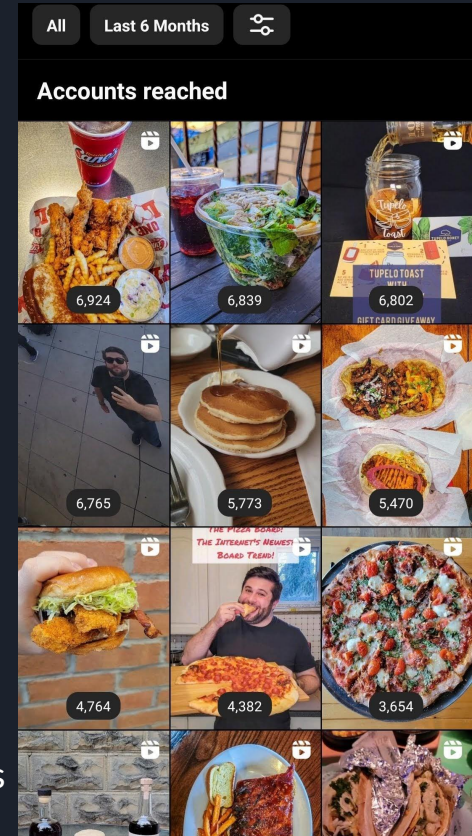 All
Last 6 Months
Accounts reached
Cane's
6,924
6,839
Tupelo
Toast
TUPELO TOAST
WITH
GIFT CARD GIVEAWAY
6,802
6,765
5,773
5,470
4,764
THE PIZZA BOARD!
THE INTERNET'S NEWEST
BOARD TREND!
4,382
3,654
s